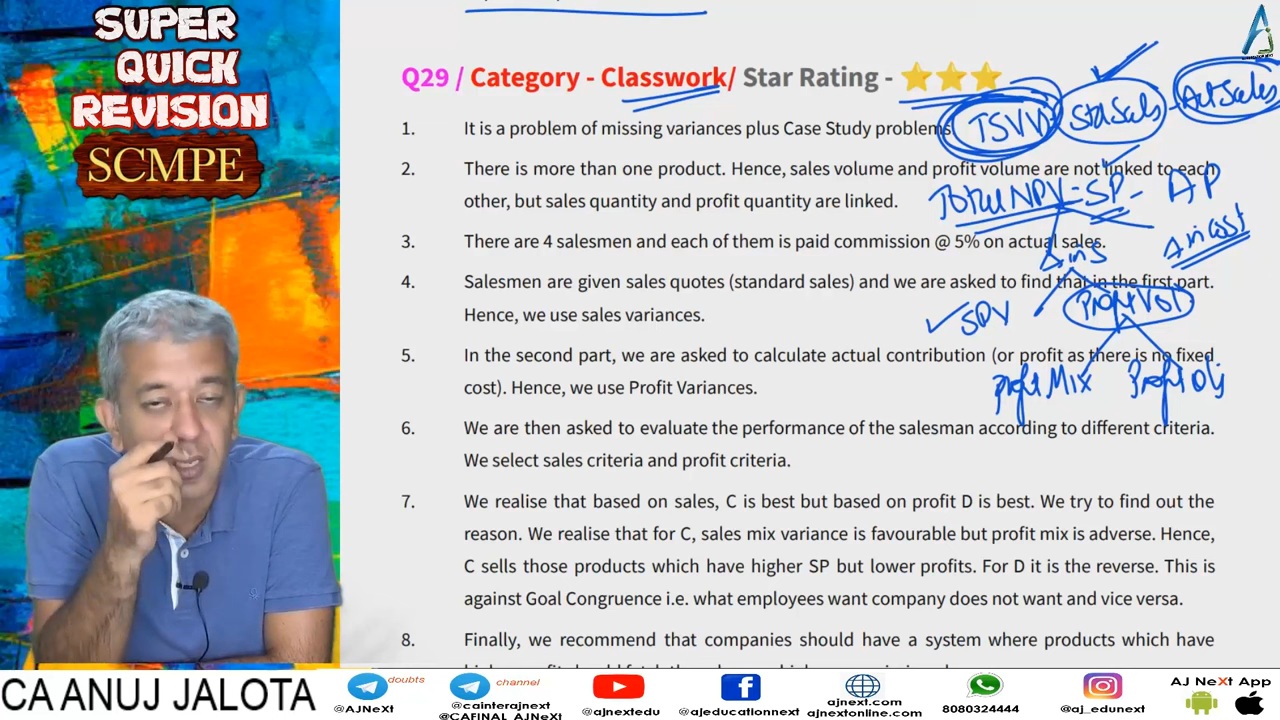 SUPER
QUICK
REVISION
SCMPE
Q29 / Category - Classwork/ Star Rating -
1. It is a problem of missing variances plus Case Study problems
TSVV = Std Sales - Act Sales
2. There is more than one product. Hence, sales volume and profit volume are not linked to each
other, but sales quantity and profit quantity are linked.
Total NPV = SP - AP
3. There are 4 salesmen and each of them is paid commission @ 5% on actual sales.
Δ in S
Δ in cost
4. Salesmen are given sales quotes (standard sales) and we are asked to find that in the first part.
Hence, we use sales variances.
SPV
Profit Vol
5. In the second part, we are asked to calculate actual contribution (or profit as there is no fixed
cost). Hence, we use Profit Variances.
Profit Mix
Profit Qty
6. We are then asked to evaluate the performance of the salesman according to different criteria.
We select sales criteria and profit criteria.
7. We realise that based on sales, C is best but based on profit D is best. We try to find out the
reason. We realise that for C, sales mix variance is favourable but profit mix is adverse. Hence,
C sells those products which have higher SP but lower profits. For D it is the reverse. This is
against Goal Congruence i.e. what employees want company does not want and vice versa.
8. Finally, we recommend that companies should have a system where products which have
CA ANUJ JALOTA
doubts
@AJNeXt
channel
@cainterajnext
@CAFINAL_AJNeXt
@ajnextedu
@ajeducationnext
ajnext.com
ajnextonline.com
8080324444
@aj_edunext
AJ NeXt App